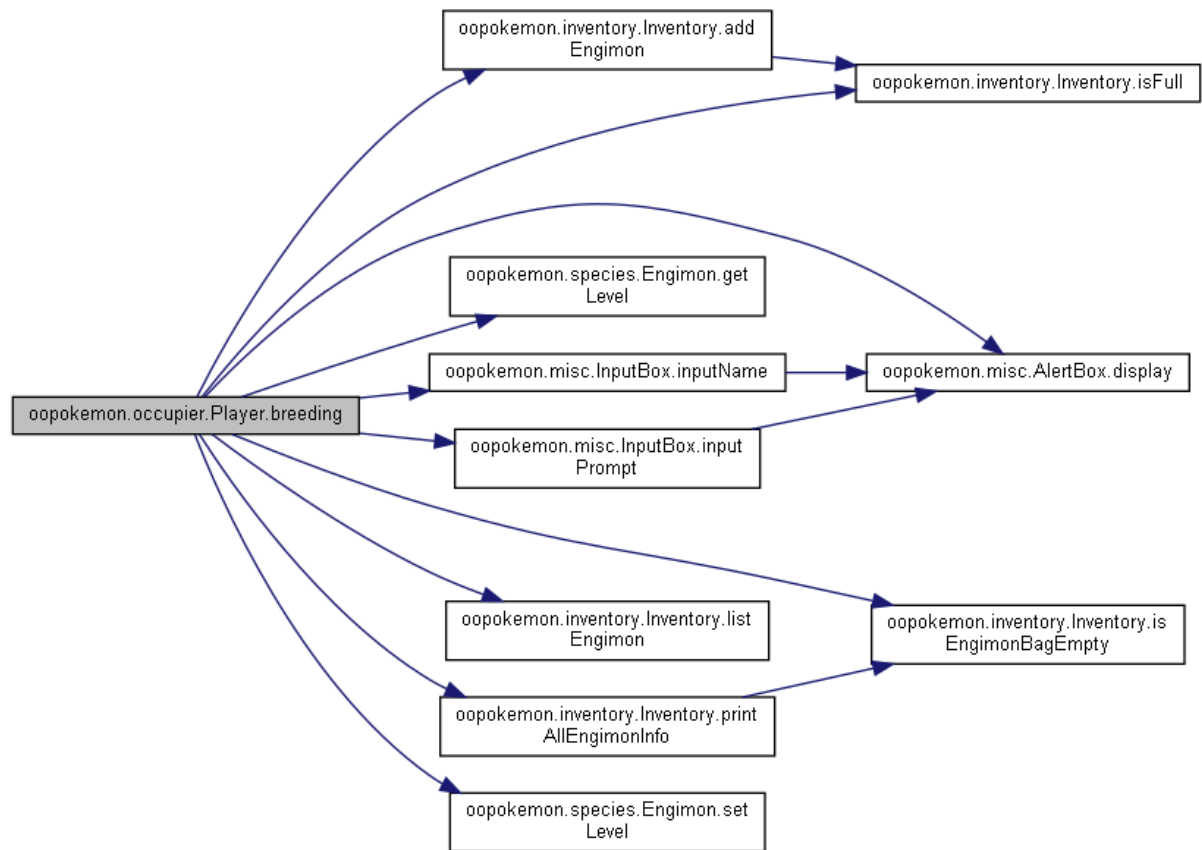 oopokemon.inventory.Inventory.add
Engimon
oopokemon.inventory.Inventory.isFull
oopokemon.species.Engimon.get
Level
oopokemon.misc.InputBox.inputName
oopokemon.misc.AlertBox.display
oopokemon.occupier.Player.breeding
oopokemon.misc.InputBox.input
Prompt
oopokemon.inventory.Inventory.list
Engimon
oopokemon.inventory.Inventory.is
EngimonBagEmpty
oopokemon.inventory.Inventory.print
AllEngimonInfo
oopokemon.species.Engimon.set
Level